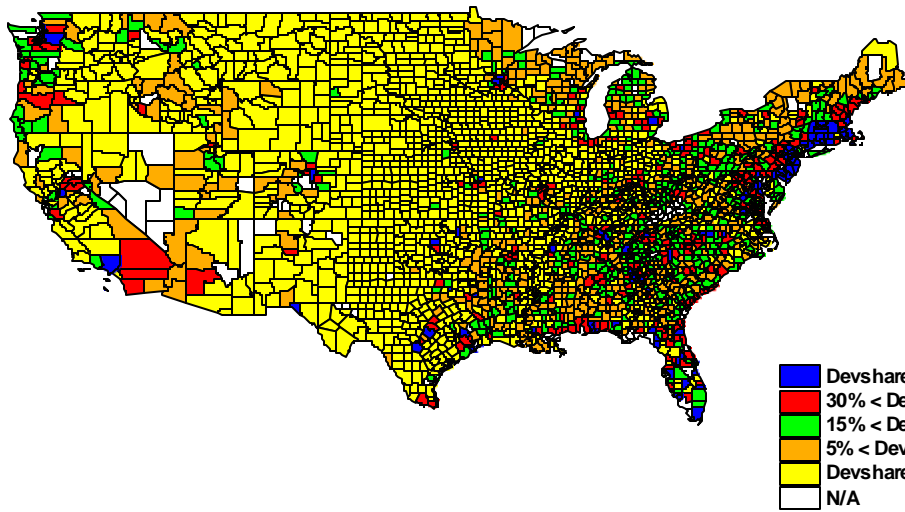 Devshare
30% < De
15% < De
5% < Dev
Devshare
N/A